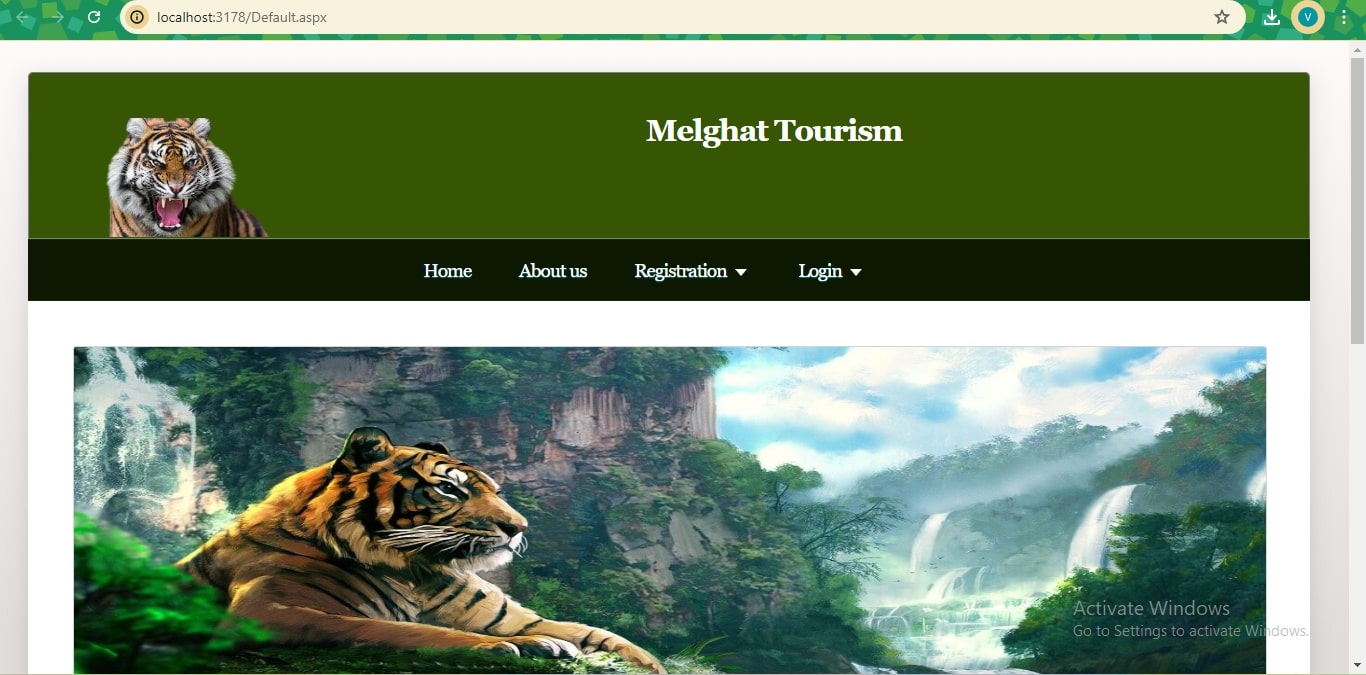 localhost:3178/Default.aspx
V
Melghat Tourism
Home About us Registration Login
Activate Windows
Go to Settings to activate Windows.